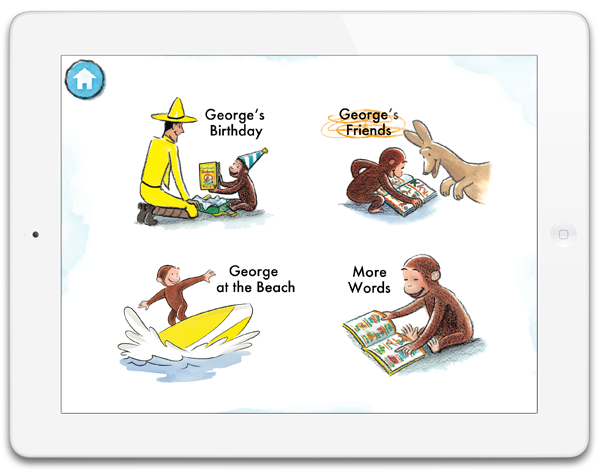 George's
Birthday
George's
Friends
George
at the Beach
More
Words